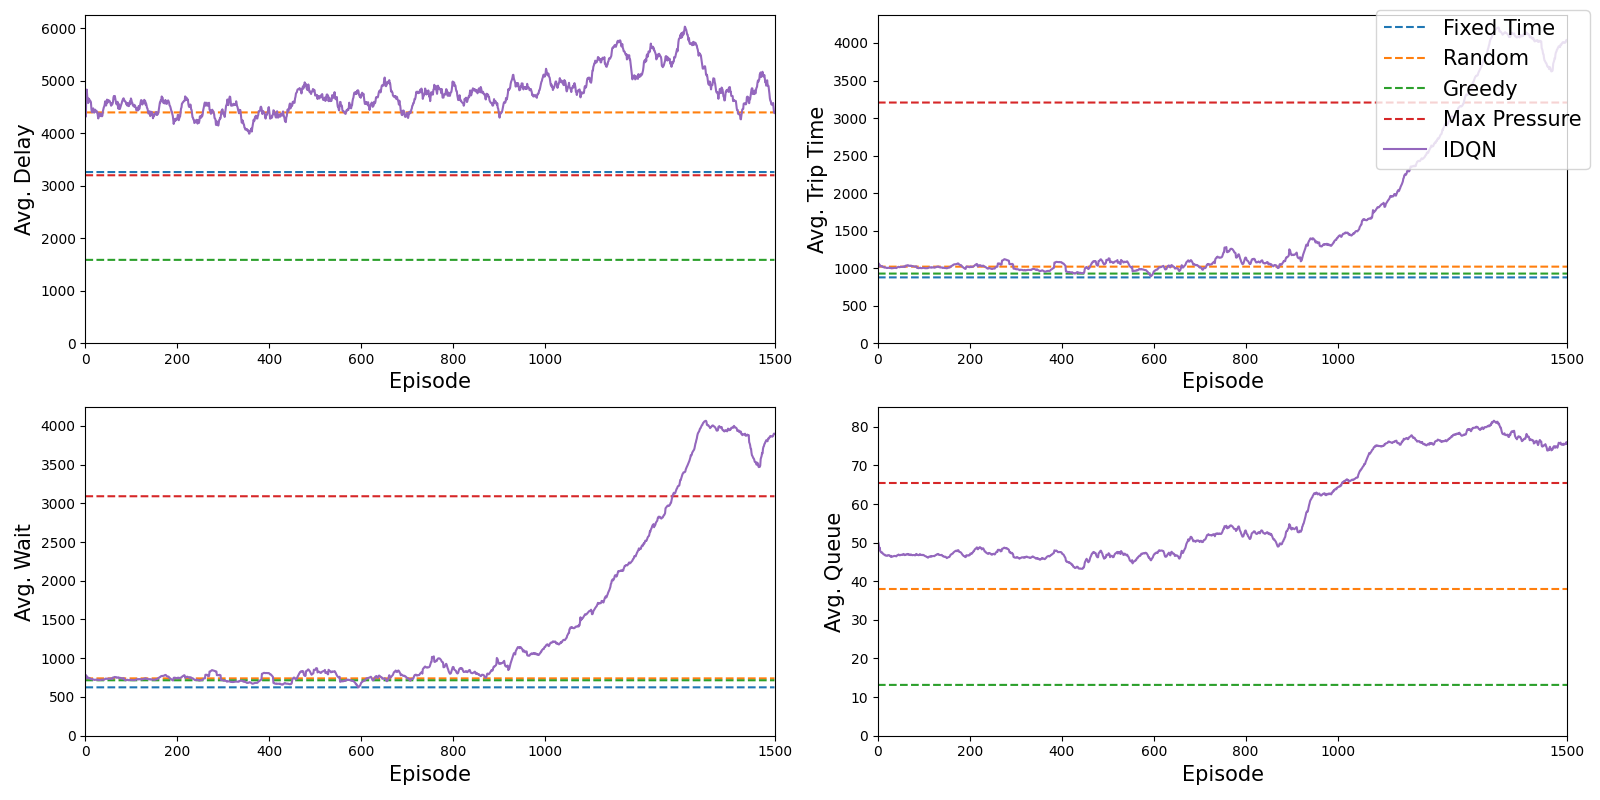 6000
5000
4000
3000
2000
1000
0
Avg. Delay
0 200 400 600 800 1000 1500
Episode
4000
3500
3000
2500
2000
1500
1000
500
0
Avg. Trip Time
0 200 400 600 800 1000 1500
Episode
Fixed Time
Random
Greedy
Max Pressure
IDQN
4000
3500
3000
2500
2000
1500
1000
500
0
Avg. Wait
0 200 400 600 800 1000 1500
Episode
80
70
60
50
40
30
20
10
0
Avg. Queue
0 200 400 600 800 1000 1500
Episode